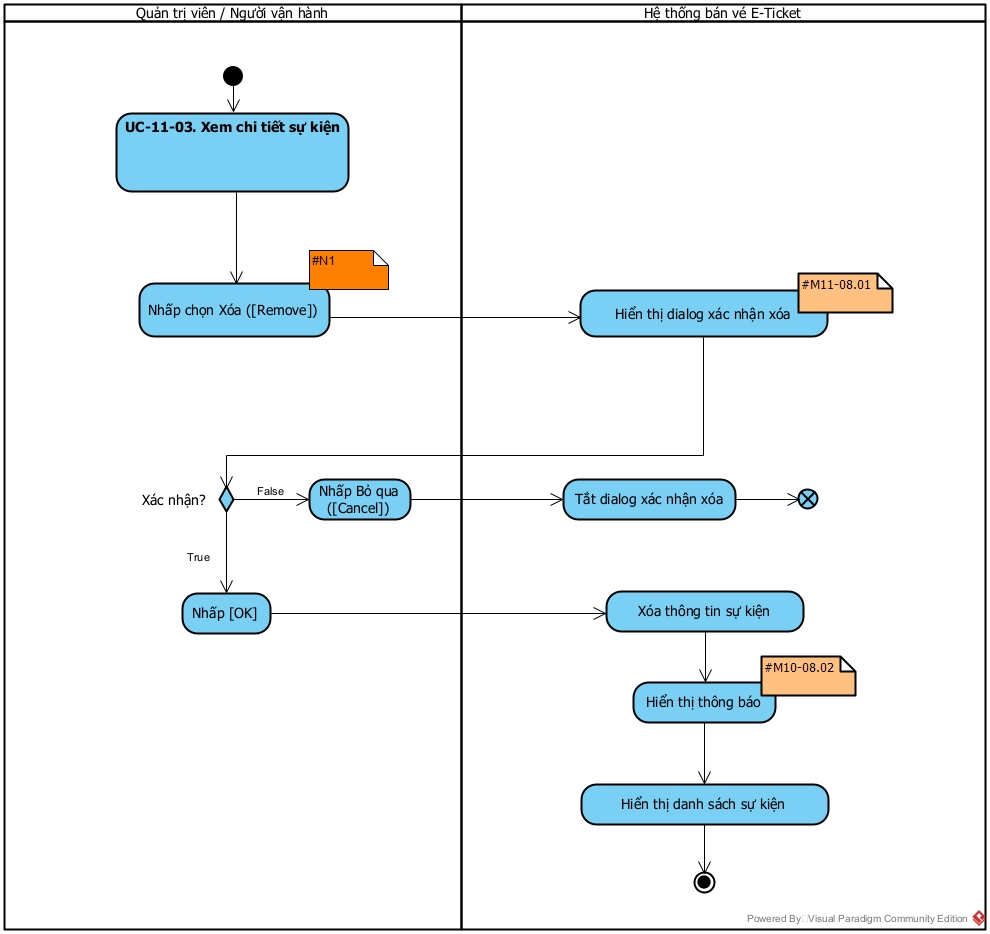 Quản trị viên / Người vận hành
Hệ thống bán vé E-Ticket
UC-11-03. Xem chi tiết sự kiện
#N1
Nhấp chọn Xóa ([Remove])
#M11-08.01
Hiển thị dialog xác nhận xóa
Xác nhận?
False
Nhấp Bỏ qua
([Cancel])
Tắt dialog xác nhận xóa
True
Nhấp [OK]
Xóa thông tin sự kiện
#M10-08.02
Hiển thị thông báo
Hiển thị danh sách sự kiện
Powered By Visual Paradigm Community Edition